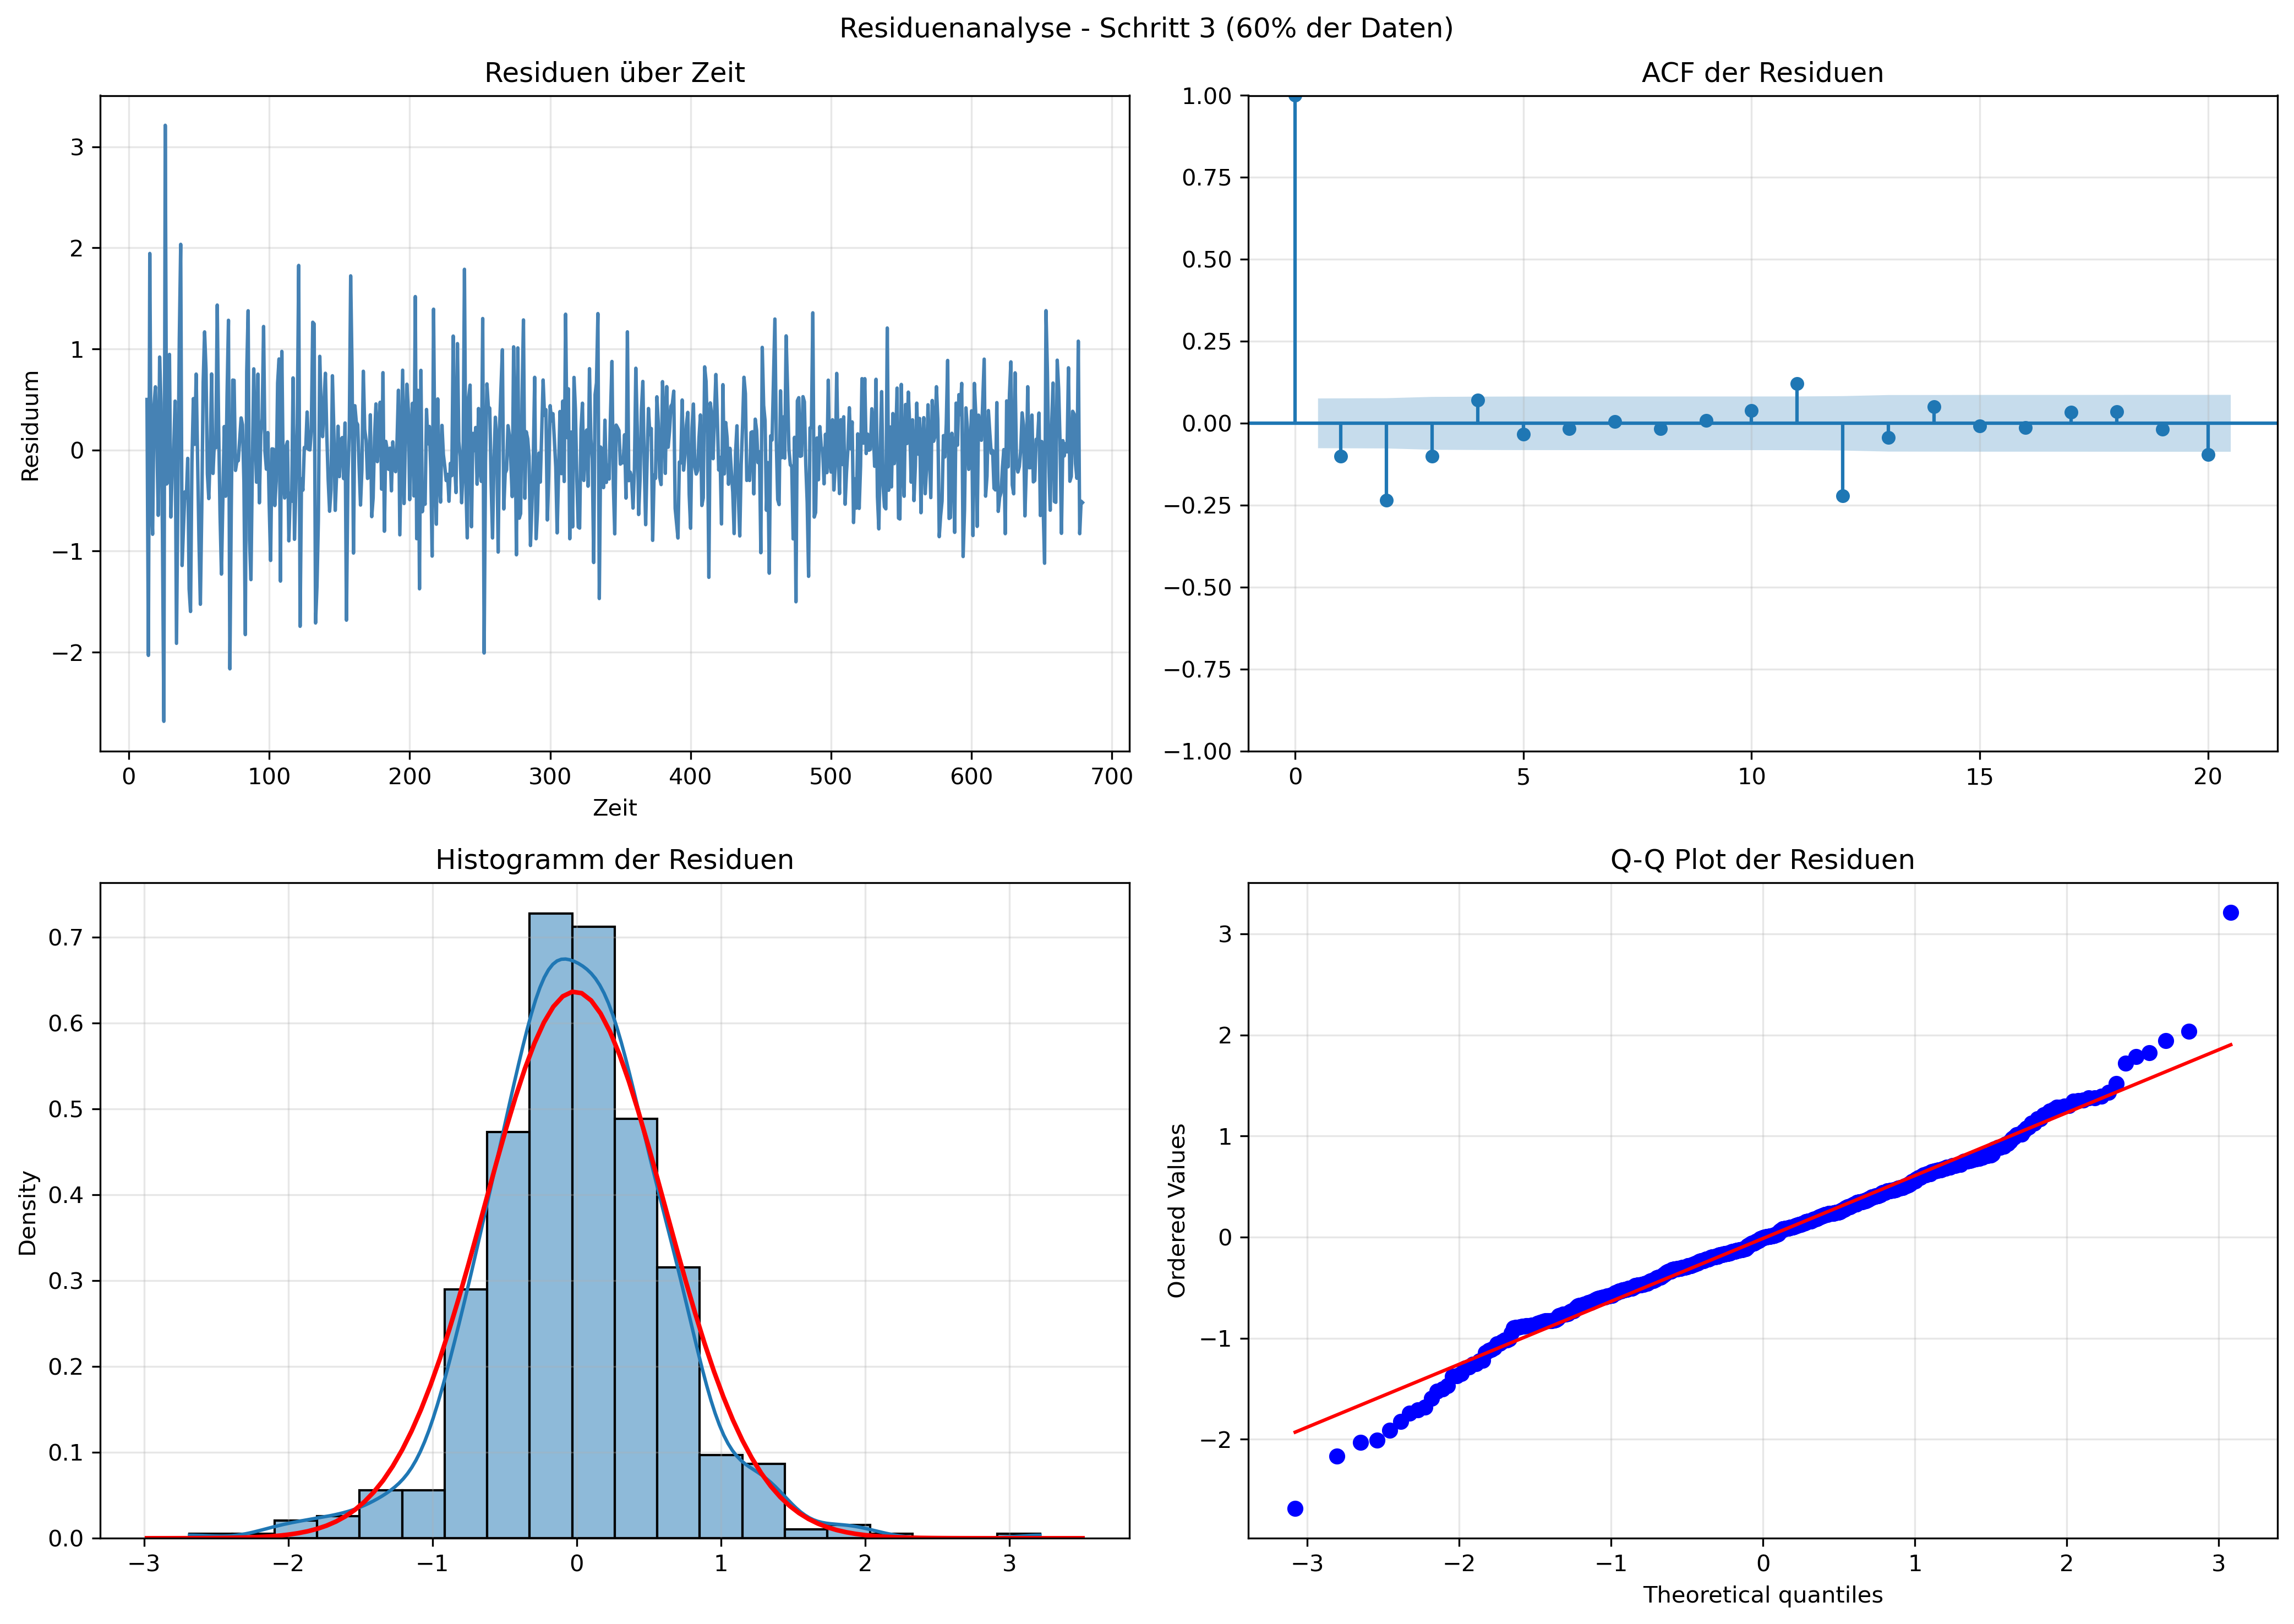 Residuenanalyse - Schritt 3 (60% der Daten)
Residuen über Zeit
Residuum
3
2
1
0
−1
−2
0 100 200 300 400 500 600 700
Zeit
ACF der Residuen
1.00
0.75
0.50
0.25
0.00
−0.25
−0.50
−0.75
−1.00
0 5 10 15 20
Histogramm der Residuen
Density
0.7
0.6
0.5
0.4
0.3
0.2
0.1
0.0
−3 −2 −1 0 1 2 3
Q-Q Plot der Residuen
Ordered Values
3
2
1
0
−1
−2
−3 −2 −1 0 1 2 3
Theoretical quantiles